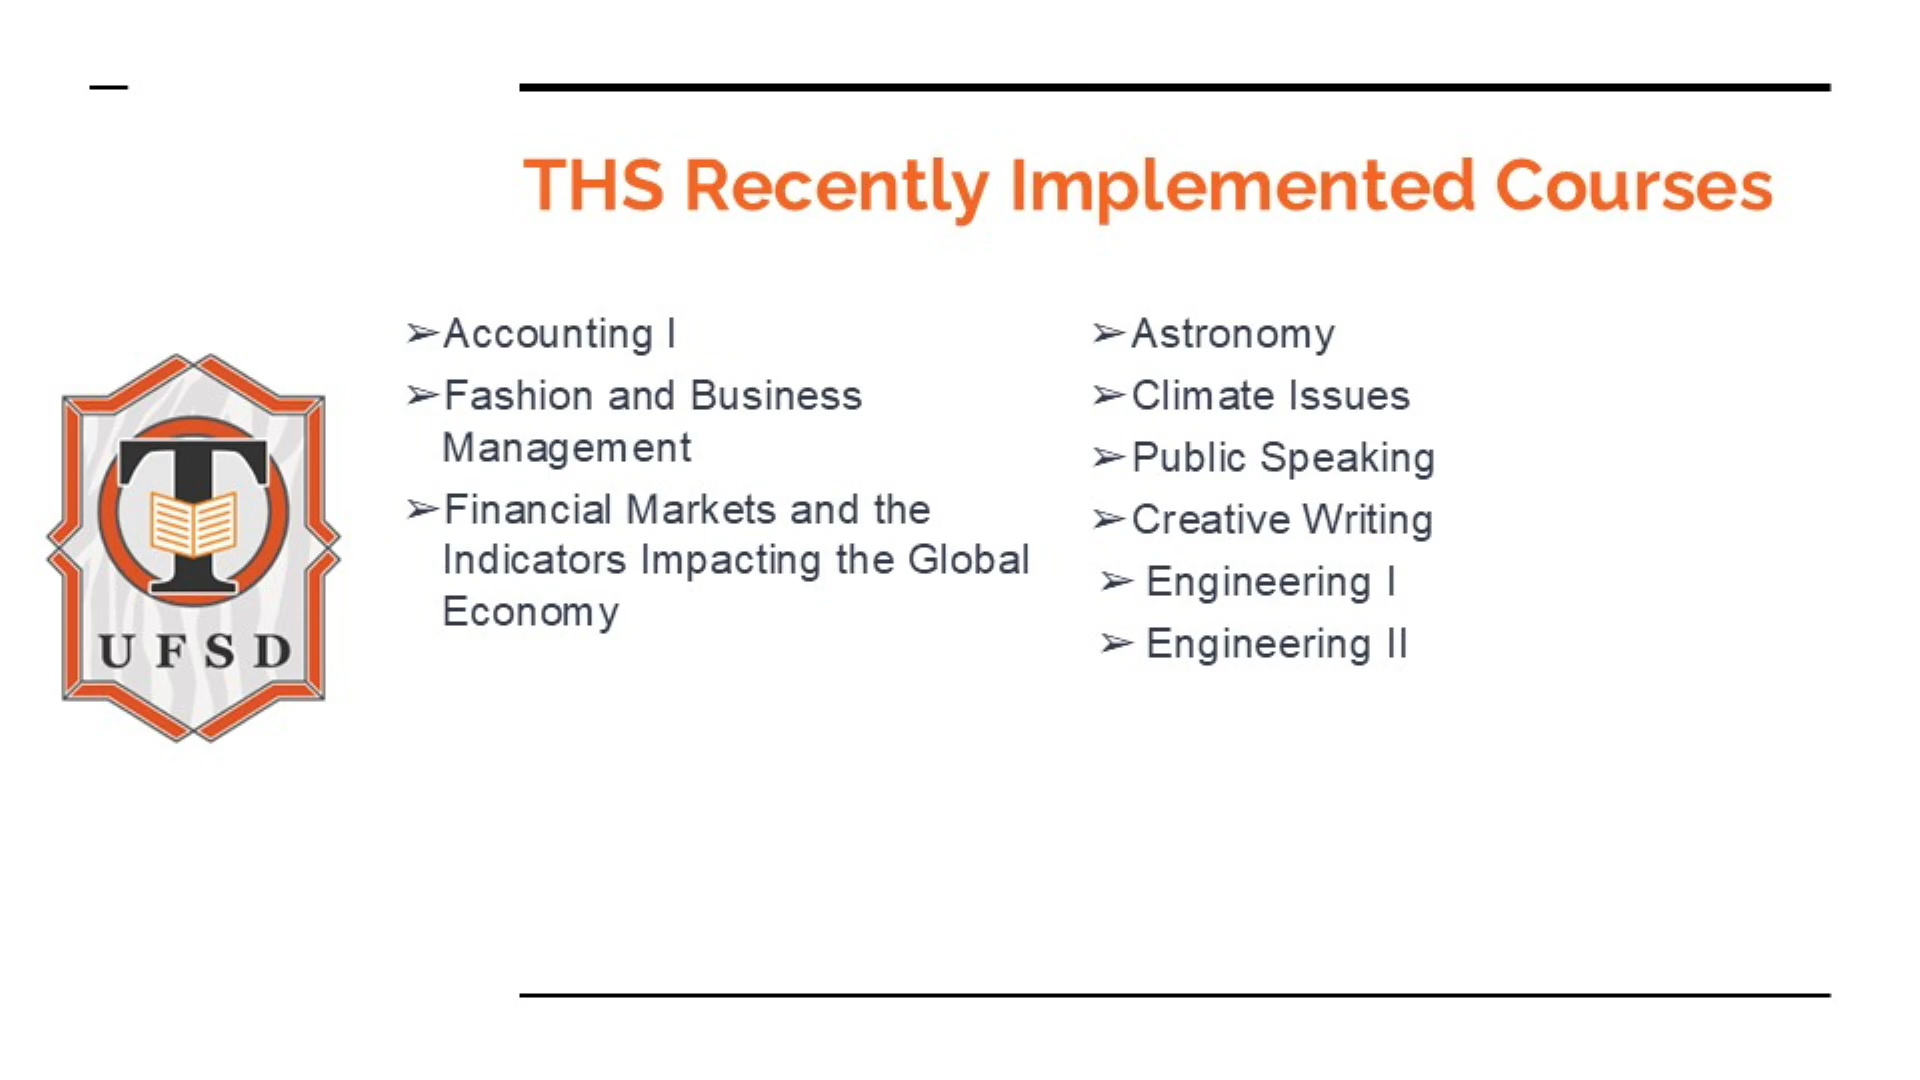 THS Recently Implemented Courses
➢Accounting I
➢Fashion and Business
Management
➢Financial Markets and the
Indicators Impacting the Global
Economy
➢Astronomy
➢Climate Issues
➢Public Speaking
➢Creative Writing
➢ Engineering I
➢ Engineering II
T
UFSD